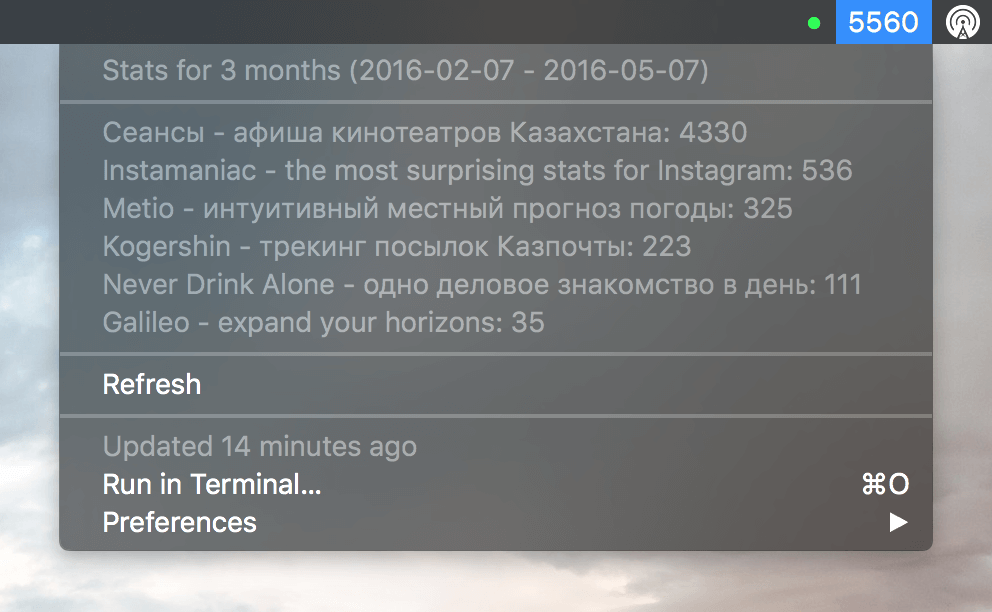 5560
Stats for 3 months (2016-02-07 - 2016-05-07)
Сеансы - афиша кинотеатров Казахстана: 4330
Instamaniac - the most surprising stats for Instagram: 536
Metio - интуитивный местный прогноз погоды: 325
Kogershin - трекинг посылок Казпочты: 223
Never Drink Alone - одно деловое знакомство в день: 111
Galileo - expand your horizons: 35
Refresh
Updated 14 minutes ago
Run in Terminal... ⌘O
Preferences ▶